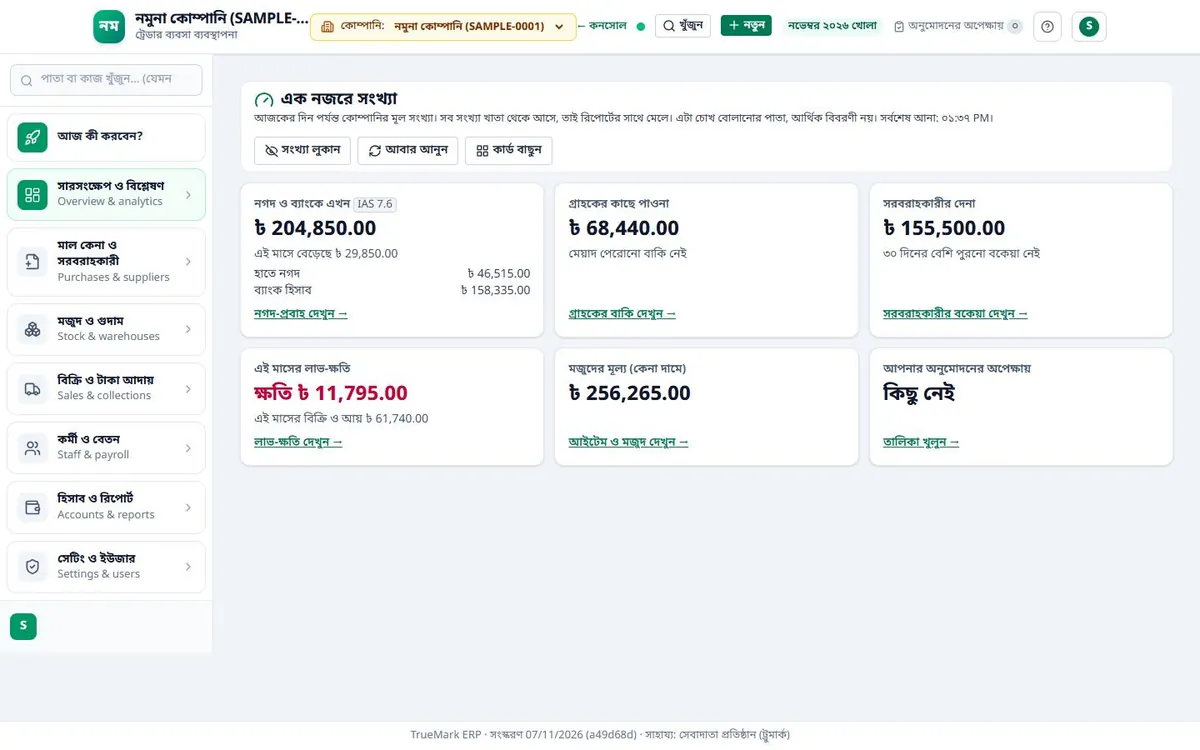 নম
নমুনা কোম্পানি (SAMPLE-...
ট্রেডার ব্যবসা ব্যবস্থাপনা
কোম্পানি: নমুনা কোম্পানি (SAMPLE-0001)
← কনসোল
খুঁজুন
+ নতুন
নভেম্বর ২০২৬ খোলা
অনুমোদনের অপেক্ষায় ০
S
পাতা বা কাজ খুঁজুন... (যেমন
আজ কী করবেন?
সারসংক্ষেপ ও বিশ্লেষণ
Overview & analytics
মাল কেনা ও
সরবরাহকারী
Purchases & suppliers
মজুদ ও গুদাম
Stock & warehouses
বিক্রি ও টাকা আদায়
Sales & collections
কর্মী ও বেতন
Staff & payroll
হিসাব ও রিপোর্ট
Accounts & reports
সেটিং ও ইউজার
Settings & users
S
এক নজরে সংখ্যা
আজকের দিন পর্যন্ত কোম্পানির মূল সংখ্যা। সব সংখ্যা খাতা থেকে আসে, তাই রিপোর্টের সাথে মেলে। এটা চোখ বোলানোর পাতা, আর্থিক বিবরণী নয়। সর্বশেষ আনা: ০১:৩৭ PM।
সংখ্যা লুকান
আবার আনুন
কার্ড বাছুন
নগদ ও ব্যাংকে এখন IAS 7.6
৳ 204,850.00
এই মাসে বেড়েছে ৳ 29,850.00
হাতে নগদ ৳ 46,515.00
ব্যাংক হিসাব ৳ 158,335.00
নগদ-প্রবাহ দেখুন →
গ্রাহকের কাছে পাওনা
৳ 68,440.00
মেয়াদ পেরোনো বাকি নেই
গ্রাহকের বাকি দেখুন →
সরবরাহকারীর দেনা
৳ 155,500.00
৩০ দিনের বেশি পুরনো বকেয়া নেই
সরবরাহকারীর বকেয়া দেখুন →
এই মাসের লাভ-ক্ষতি
ক্ষতি ৳ 11,795.00
এই মাসের বিক্রি ও আয় ৳ 61,740.00
লাভ-ক্ষতি দেখুন →
মজুদের মূল্য (কেনা দামে)
৳ 256,265.00
আইটেম ও মজুদ দেখুন →
আপনার অনুমোদনের অপেক্ষায়
কিছু নেই
তালিকা খুলুন →
TrueMark ERP · সংস্করণ 07/11/2026 (a49d68d) · সাহায্য: সেবাদাতা প্রতিষ্ঠান (ট্রুমার্ক)